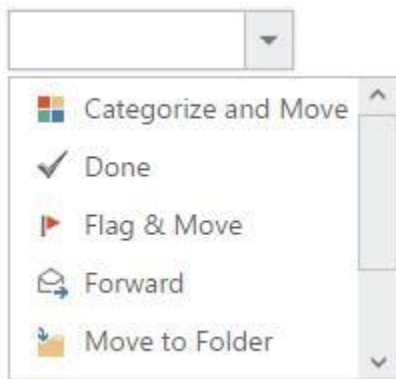 Categorize and Move
Done
Flag & Move
Forward
Move to Folder